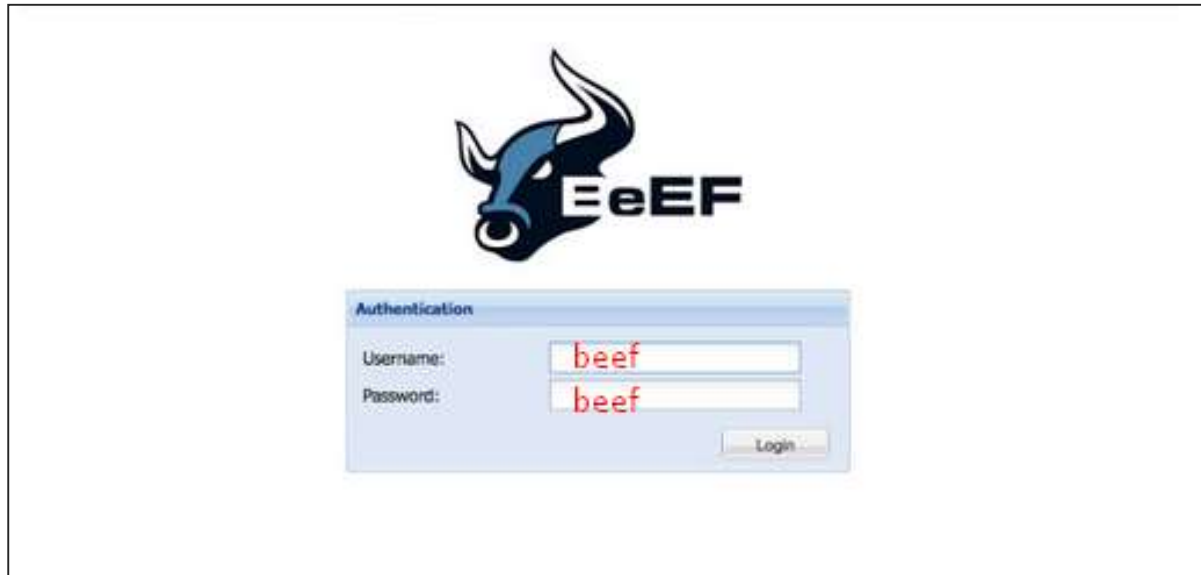 BeEF
Authentication
Username: beef
Password: beef
Login